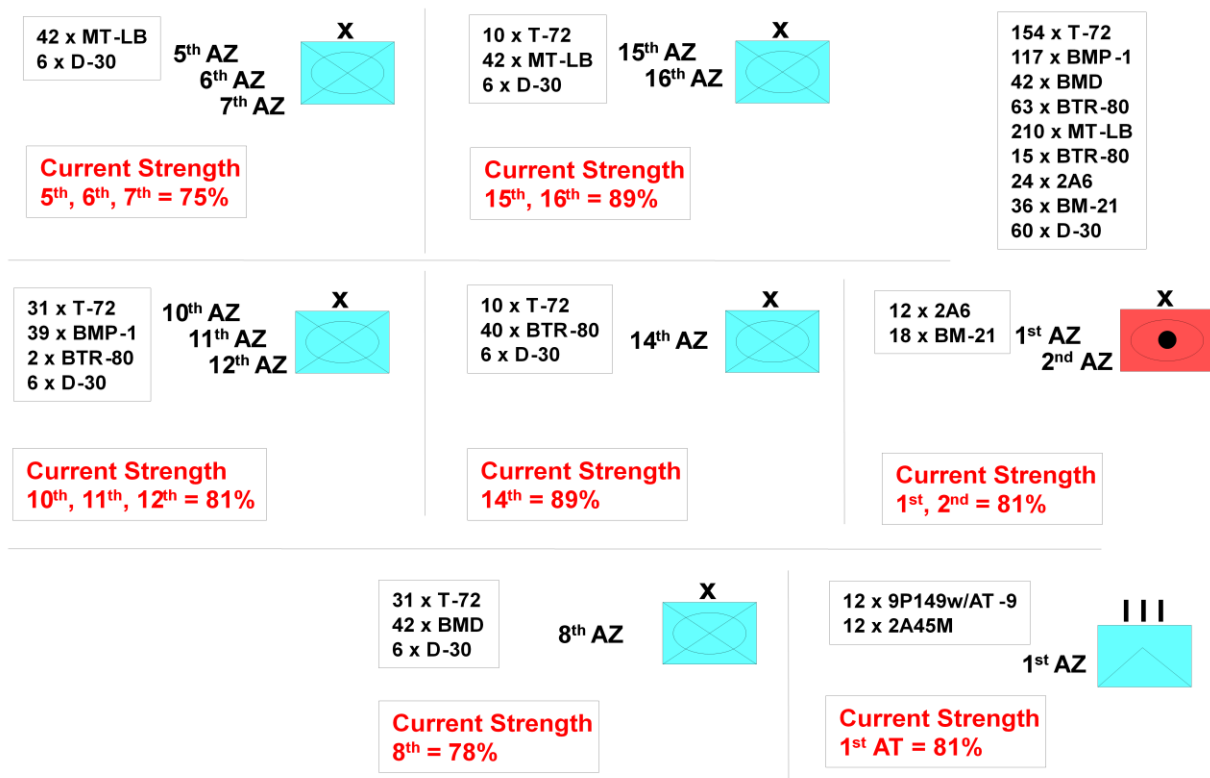 42 x MT-LB
6 x D-30
5th AZ
6th AZ
7th AZ
X
Current Strength
5th, 6th, 7th = 75%
10 x T-72
42 x MT-LB
6 x D-30
15th AZ
16th AZ
X
Current Strength
15th, 16th = 89%
154 x T-72
117 x BMP-1
42 x BMD
63 x BTR-80
210 x MT-LB
15 x BTR-80
24 x 2A6
36 x BM-21
60 x D-30
31 x T-72
39 x BMP-1
2 x BTR-80
6 x D-30
10th AZ
11th AZ
12th AZ
X
Current Strength
10th, 11th, 12th = 81%
10 x T-72
40 x BTR-80
6 x D-30
14th AZ
X
Current Strength
14th = 89%
12 x 2A6
18 x BM-21
1st AZ
2nd AZ
X
Current Strength
1st, 2nd = 81%
31 x T-72
42 x BMD
6 x D-30
8th AZ
X
Current Strength
8th = 78%
12 x 9P149w/AT-9
12 x 2A45M
1st AZ
III
Current Strength
1st AT = 81%